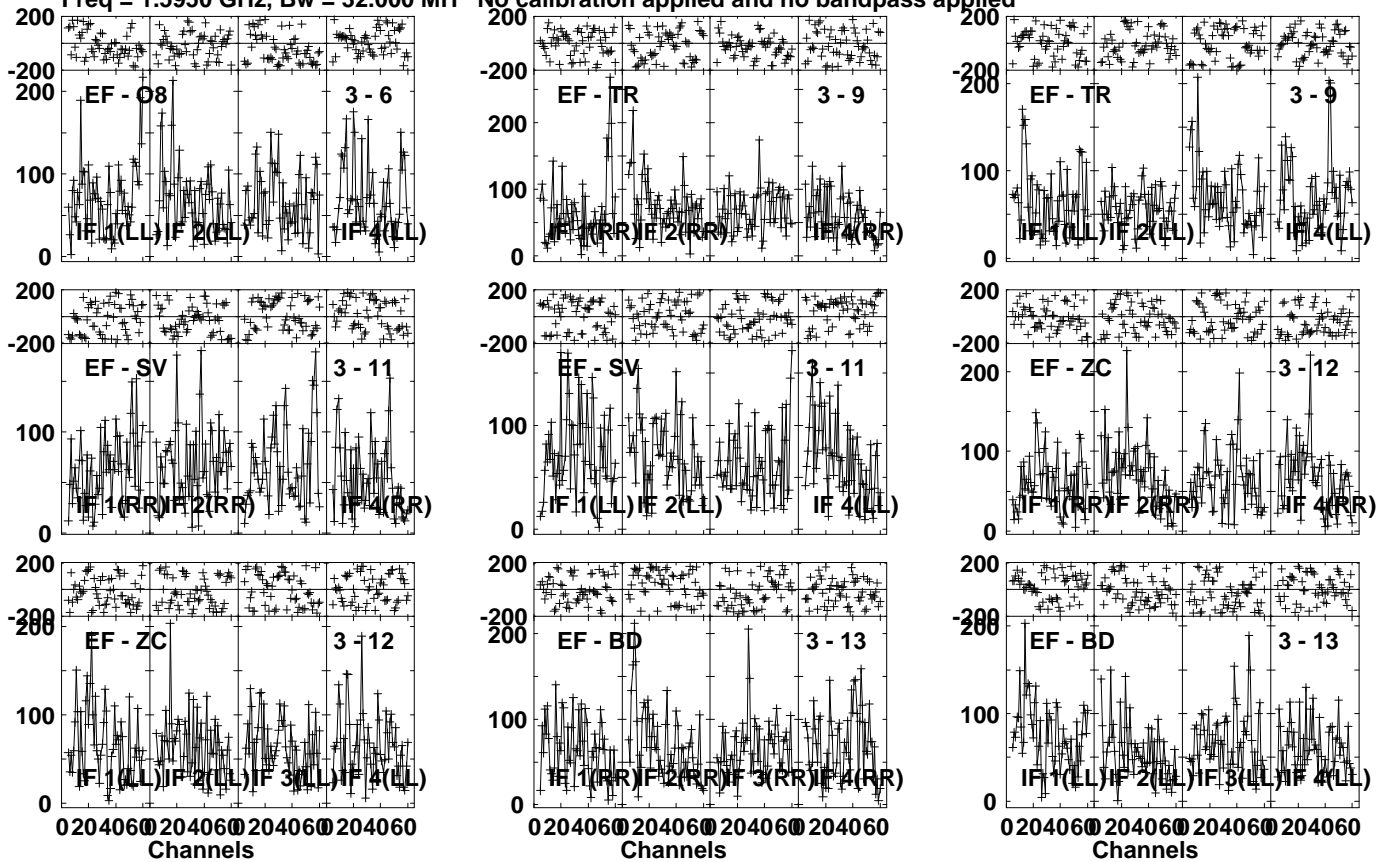 Freq = 1.5950 GHz, Bw = 32.000 MH No calibration applied and no bandpass applied
200
-200
EF - O8 3 - 6
200
100
0
IF 1(LL) IF 2(LL) IF 4(LL)
200
-200
EF - TR 3 - 9
200
100
0
IF 1(RR) IF 2(RR) IF 4(RR)
200
-200
EF - TR 3 - 9
200
100
0
IF 1(LL) IF 2(LL) IF 4(LL)
200
-200
EF - SV 3 - 11
100
0
IF 1(RR) IF 2(RR) IF 4(RR)
200
-200
EF - SV 3 - 11
100
0
IF 1(LL) IF 2(LL) IF 4(LL)
200
-200
EF - ZC 3 - 12
200
100
0
IF 1(RR) IF 2(RR) IF 4(RR)
200
-200
EF - ZC 3 - 12
200
100
0
IF 1(LL) IF 2(LL) IF 3(LL) IF 4(LL)
0 20 40 60 0 20 40 60 0 20 40 60 0 20 40 60
Channels
200
-200
EF - BD 3 - 13
200
100
0
IF 1(RR) IF 2(RR) IF 3(RR) IF 4(RR)
0 20 40 60 0 20 40 60 0 20 40 60 0 20 40 60
Channels
200
-200
EF - BD 3 - 13
200
100
0
IF 1(LL) IF 2(LL) IF 3(LL) IF 4(LL)
0 20 40 60 0 20 40 60 0 20 40 60 0 20 40 60
Channels